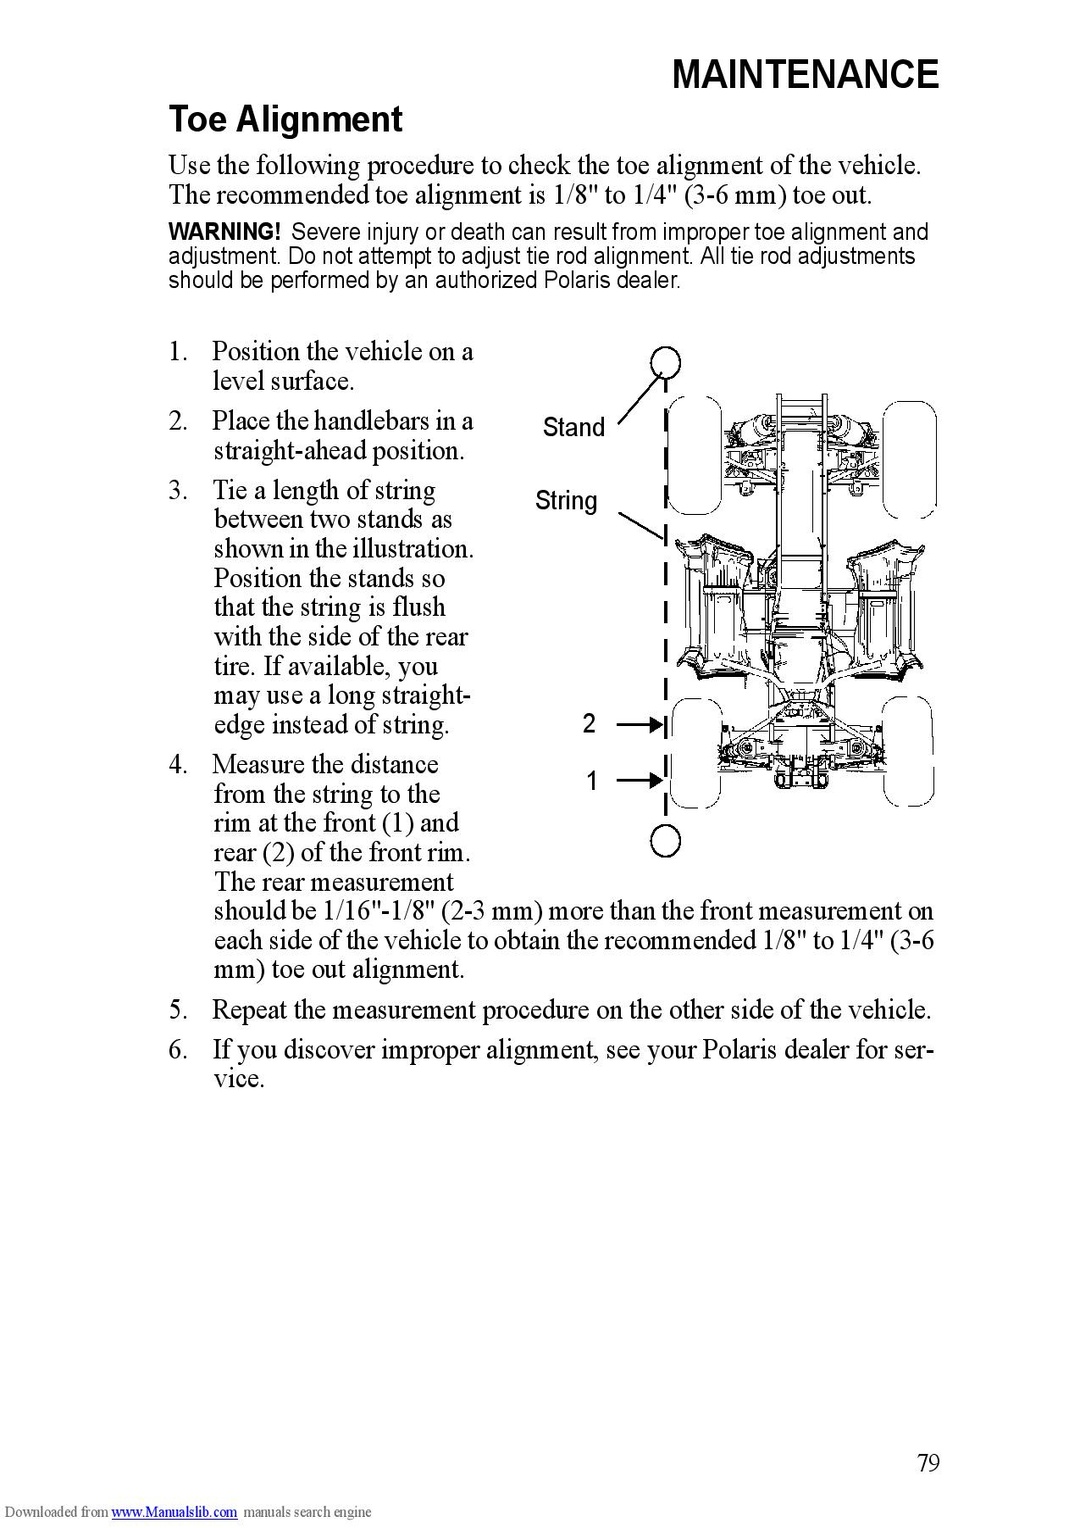 MAINTENANCE
Toe Alignment
Use the following procedure to check the toe alignment of the vehicle.
The recommended toe alignment is 1/8" to 1/4" (3-6 mm) toe out.
WARNING! Severe injury or death can result from improper toe alignment and
adjustment. Do not attempt to adjust tie rod alignment. All tie rod adjustments
should be performed by an authorized Polaris dealer.
1. Position the vehicle on a
level surface.
2. Place the handlebars in a
straight-ahead position.
3. Tie a length of string
between two stands as
shown in the illustration.
Position the stands so
that the string is flush
with the side of the rear
tire. If available, you
may use a long straight-
edge instead of string.
4. Measure the distance
from the string to the
rim at the front (1) and
rear (2) of the front rim.
The rear measurement
should be 1/16"-1/8" (2-3 mm) more than the front measurement on
each side of the vehicle to obtain the recommended 1/8" to 1/4" (3-6
mm) toe out alignment.
5. Repeat the measurement procedure on the other side of the vehicle.
6. If you discover improper alignment, see your Polaris dealer for ser-
vice.
Stand
String
2
1
79
Downloaded from www.Manualslib.com manuals search engine